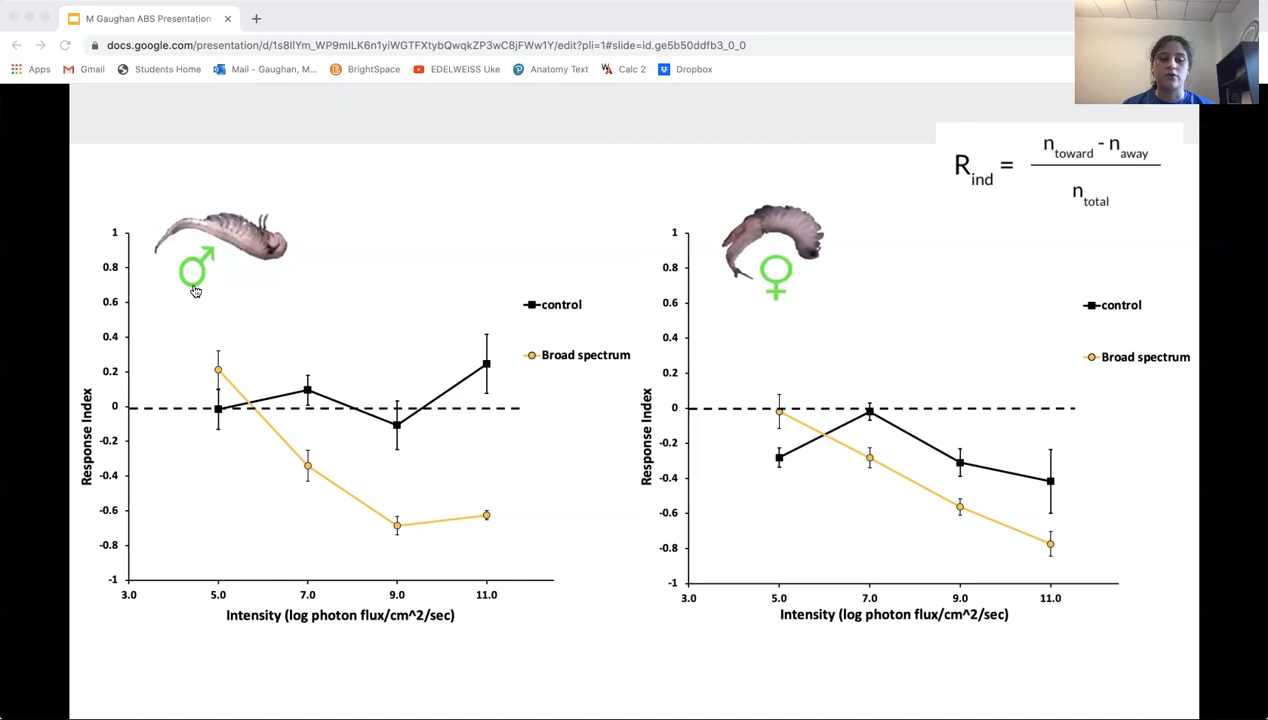 M Gaughan ABS Presentation
docs.google.com/presentation/d/1s8llYm_WP9mILK6n1yiWGTFXtybQwqkZP3wC8jFWw1Y/edit?pli=1#slide=id.ge5b50ddfb3_0_0
Apps Gmail Students Home Mail - Gaughan, M... BrightSpace EDELWEISS Uke Anatomy Text Calc 2 Dropbox
R_ind = n_toward - n_away
n_total
1
0.8
0.6
0.4
0.2
0
-0.2
-0.4
-0.6
-0.8
-1
Response Index
3.0 5.0 7.0 9.0 11.0
Intensity (log photon flux/cm^2/sec)
control
Broad spectrum
1
0.8
0.6
0.4
0.2
0
-0.2
-0.4
-0.6
-0.8
-1
Response Index
3.0 5.0 7.0 9.0 11.0
Intensity (log photon flux/cm^2/sec)
control
Broad spectrum